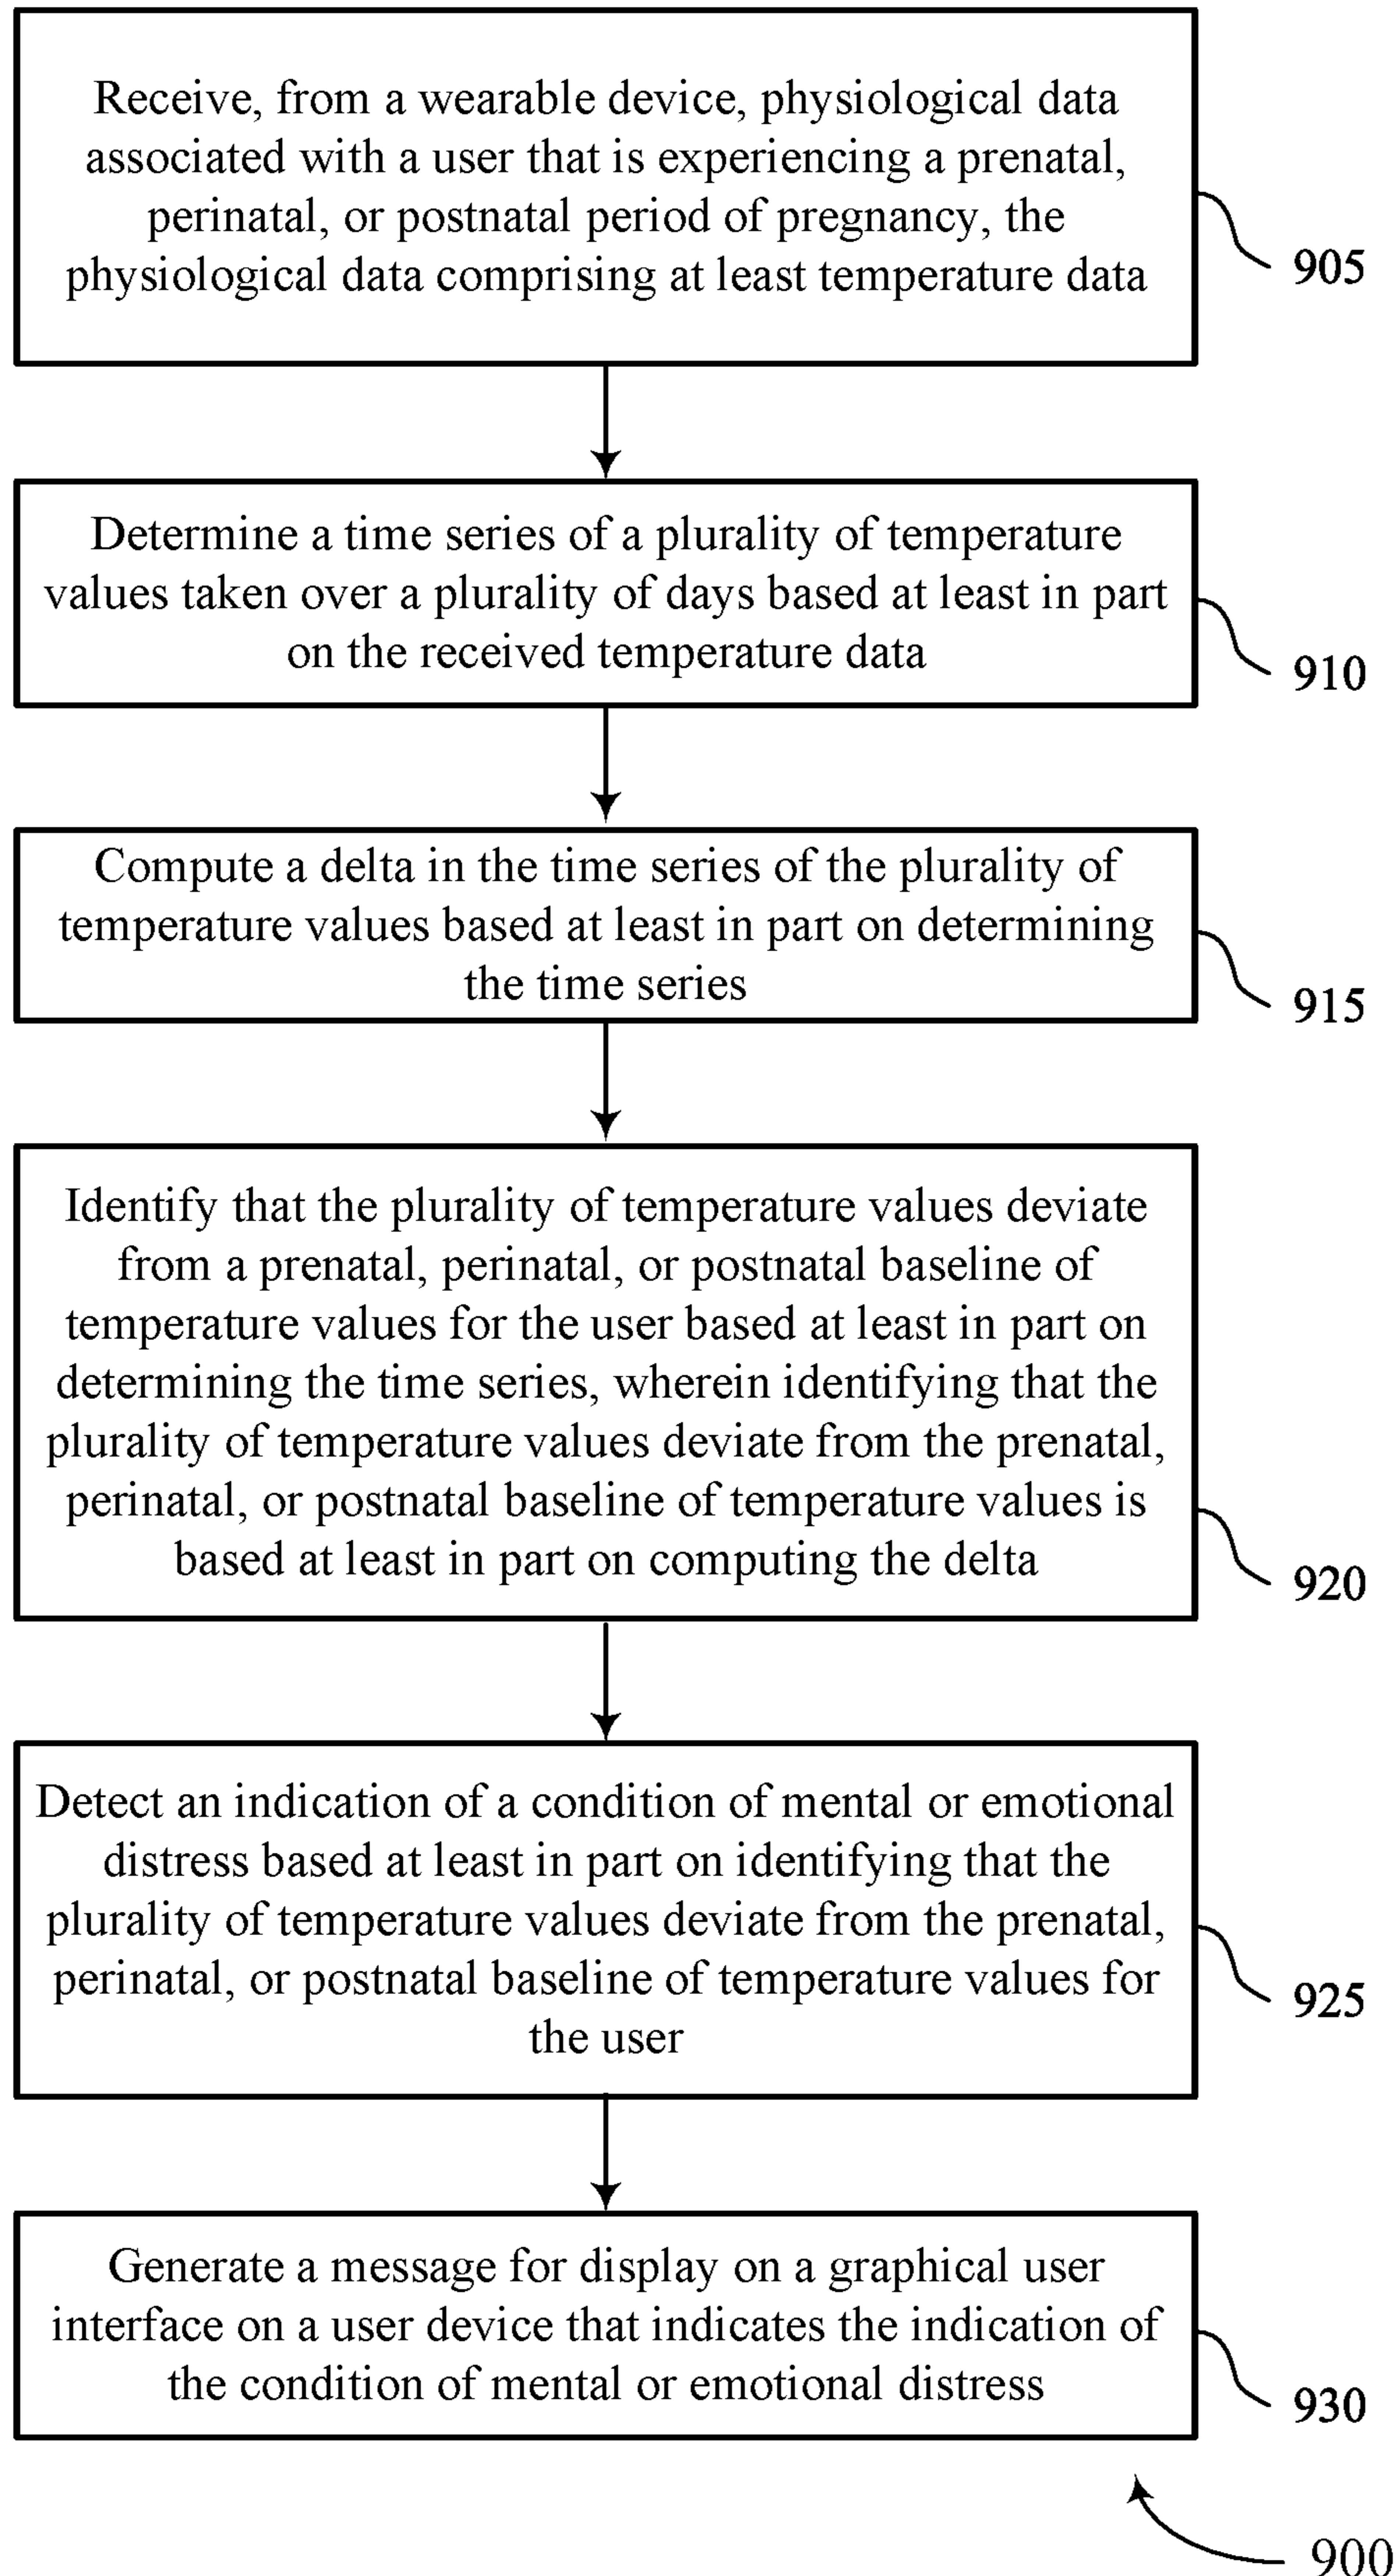 Receive, from a wearable device, physiological data
associated with a user that is experiencing a prenatal,
perinatal, or postnatal period of pregnancy, the
physiological data comprising at least temperature data
905
Determine a time series of a plurality of temperature
values taken over a plurality of days based at least in part
on the received temperature data
910
Compute a delta in the time series of the plurality of
temperature values based at least in part on determining
the time series
915
Identify that the plurality of temperature values deviate
from a prenatal, perinatal, or postnatal baseline of
temperature values for the user based at least in part on
determining the time series, wherein identifying that the
plurality of temperature values deviate from the prenatal,
perinatal, or postnatal baseline of temperature values is
based at least in part on computing the delta
920
Detect an indication of a condition of mental or emotional
distress based at least in part on identifying that the
plurality of temperature values deviate from the prenatal,
perinatal, or postnatal baseline of temperature values for
the user
925
Generate a message for display on a graphical user
interface on a user device that indicates the indication of
the condition of mental or emotional distress
930
900